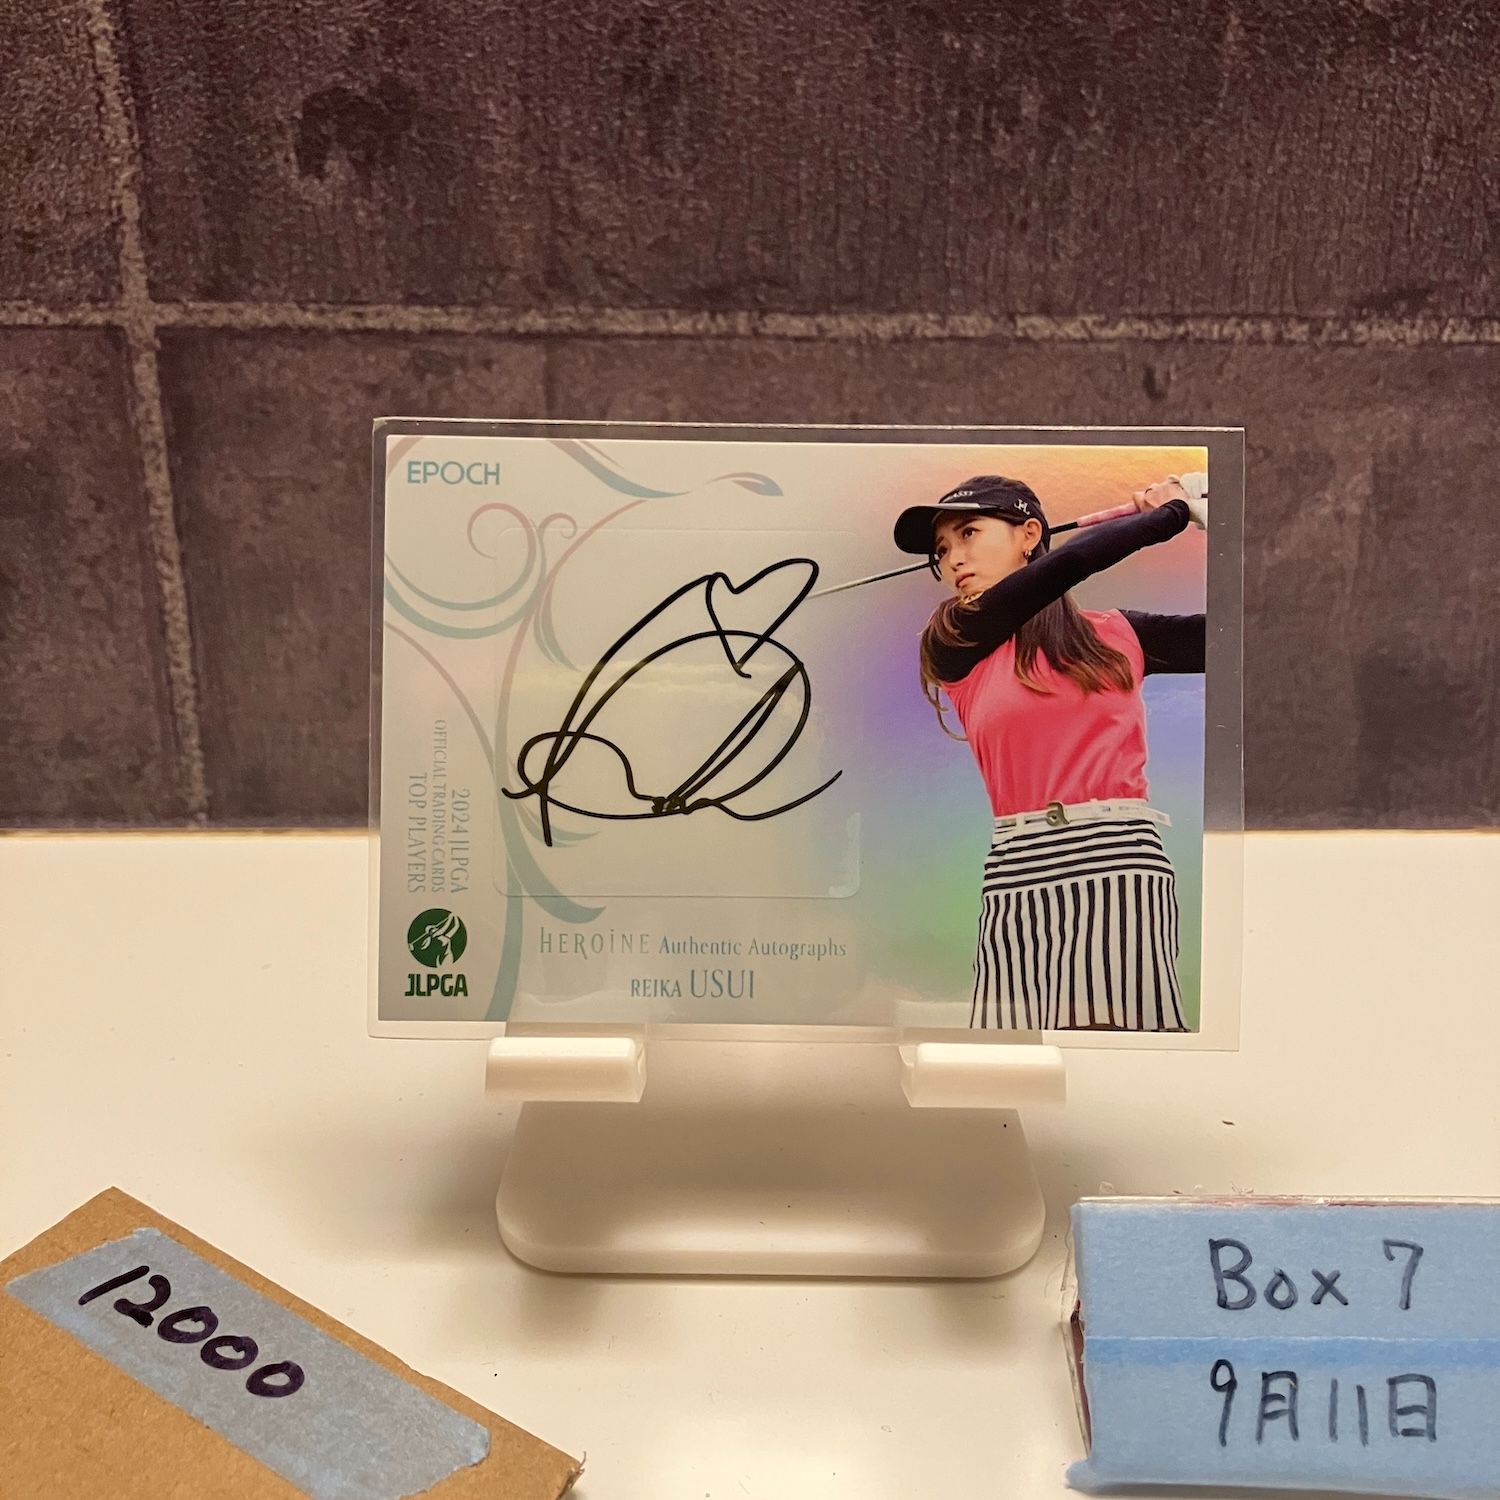 EPOCH
2024 JLPGA
OFFICIAL TRADING CARDS
TOP PLAYERS
JLPGA
HEROINE Authentic Autographs
REIKA USUI
12000
Box 7
9月11日